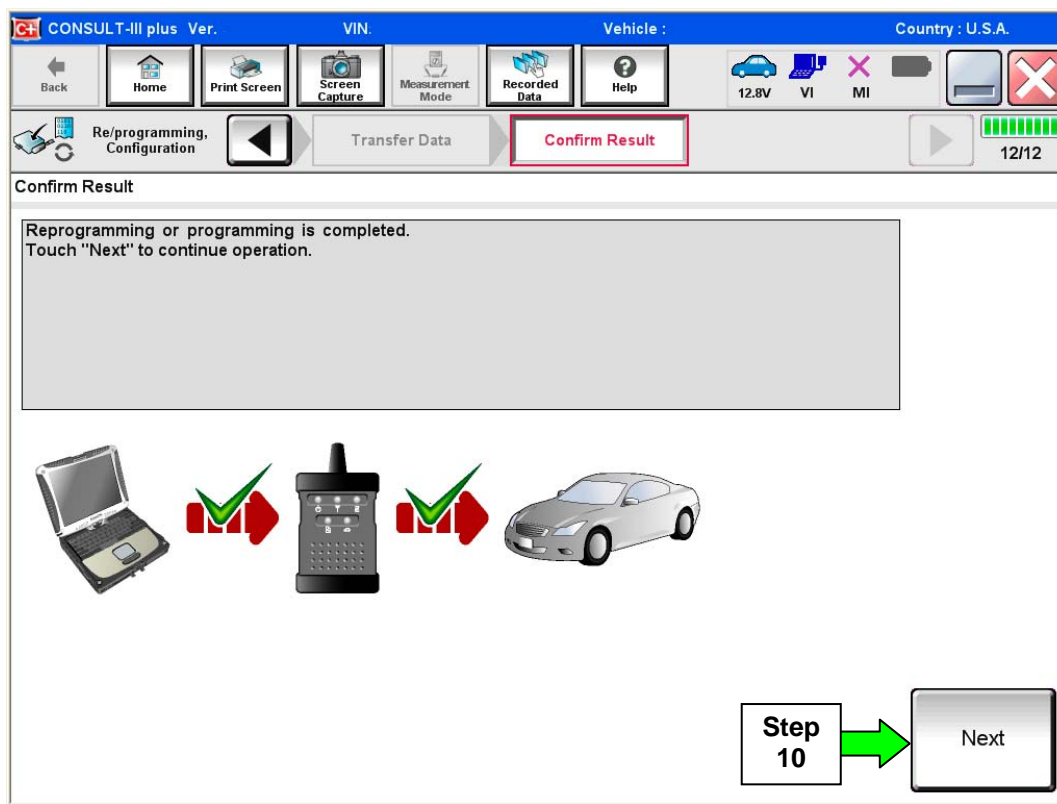 C+ CONSULT-III plus Ver. VIN: Vehicle : Country : U.S.A.
Back
Home
Print Screen
Screen
Capture
Measurement
Mode
Recorded
Data
Help
12.8V
VI
MI
Re/programming,
Configuration
Transfer Data
Confirm Result
12/12
Confirm Result
Reprogramming or programming is completed.
Touch "Next" to continue operation.
Step
10
Next